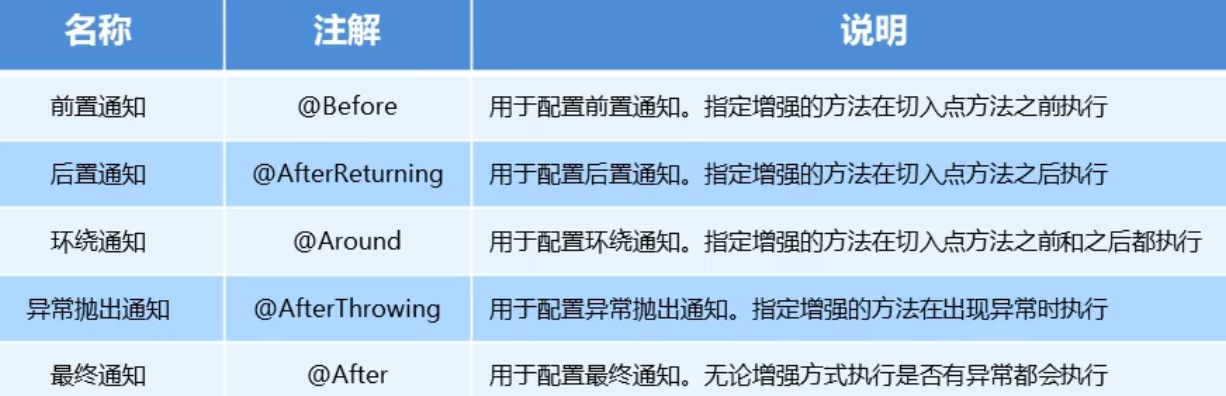 名称 注解 说明
前置通知 @Before 用于配置前置通知。指定增强的方法在切入点方法之前执行
后置通知 @AfterReturning 用于配置后置通知。指定增强的方法在切入点方法之后执行
环绕通知 @Around 用于配置环绕通知。指定增强的方法在切入点方法之前和之后都执行
异常抛出通知 @AfterThrowing 用于配置异常抛出通知。指定增强的方法在出现异常时执行
最终通知 @After 用于配置最终通知。无论增强方式执行是否有异常都会执行